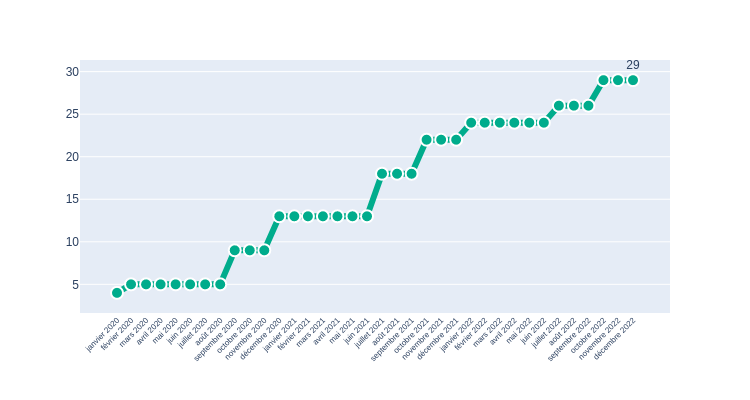 29
30
25
20
15
10
5
janvier 2020
février 2020
mars 2020
avril 2020
mai 2020
juin 2020
juillet 2020
août 2020
septembre 2020
octobre 2020
novembre 2020
décembre 2020
janvier 2021
février 2021
mars 2021
avril 2021
mai 2021
juin 2021
juillet 2021
août 2021
septembre 2021
octobre 2021
novembre 2021
décembre 2021
janvier 2022
février 2022
mars 2022
avril 2022
mai 2022
juin 2022
juillet 2022
août 2022
septembre 2022
octobre 2022
novembre 2022
décembre 2022